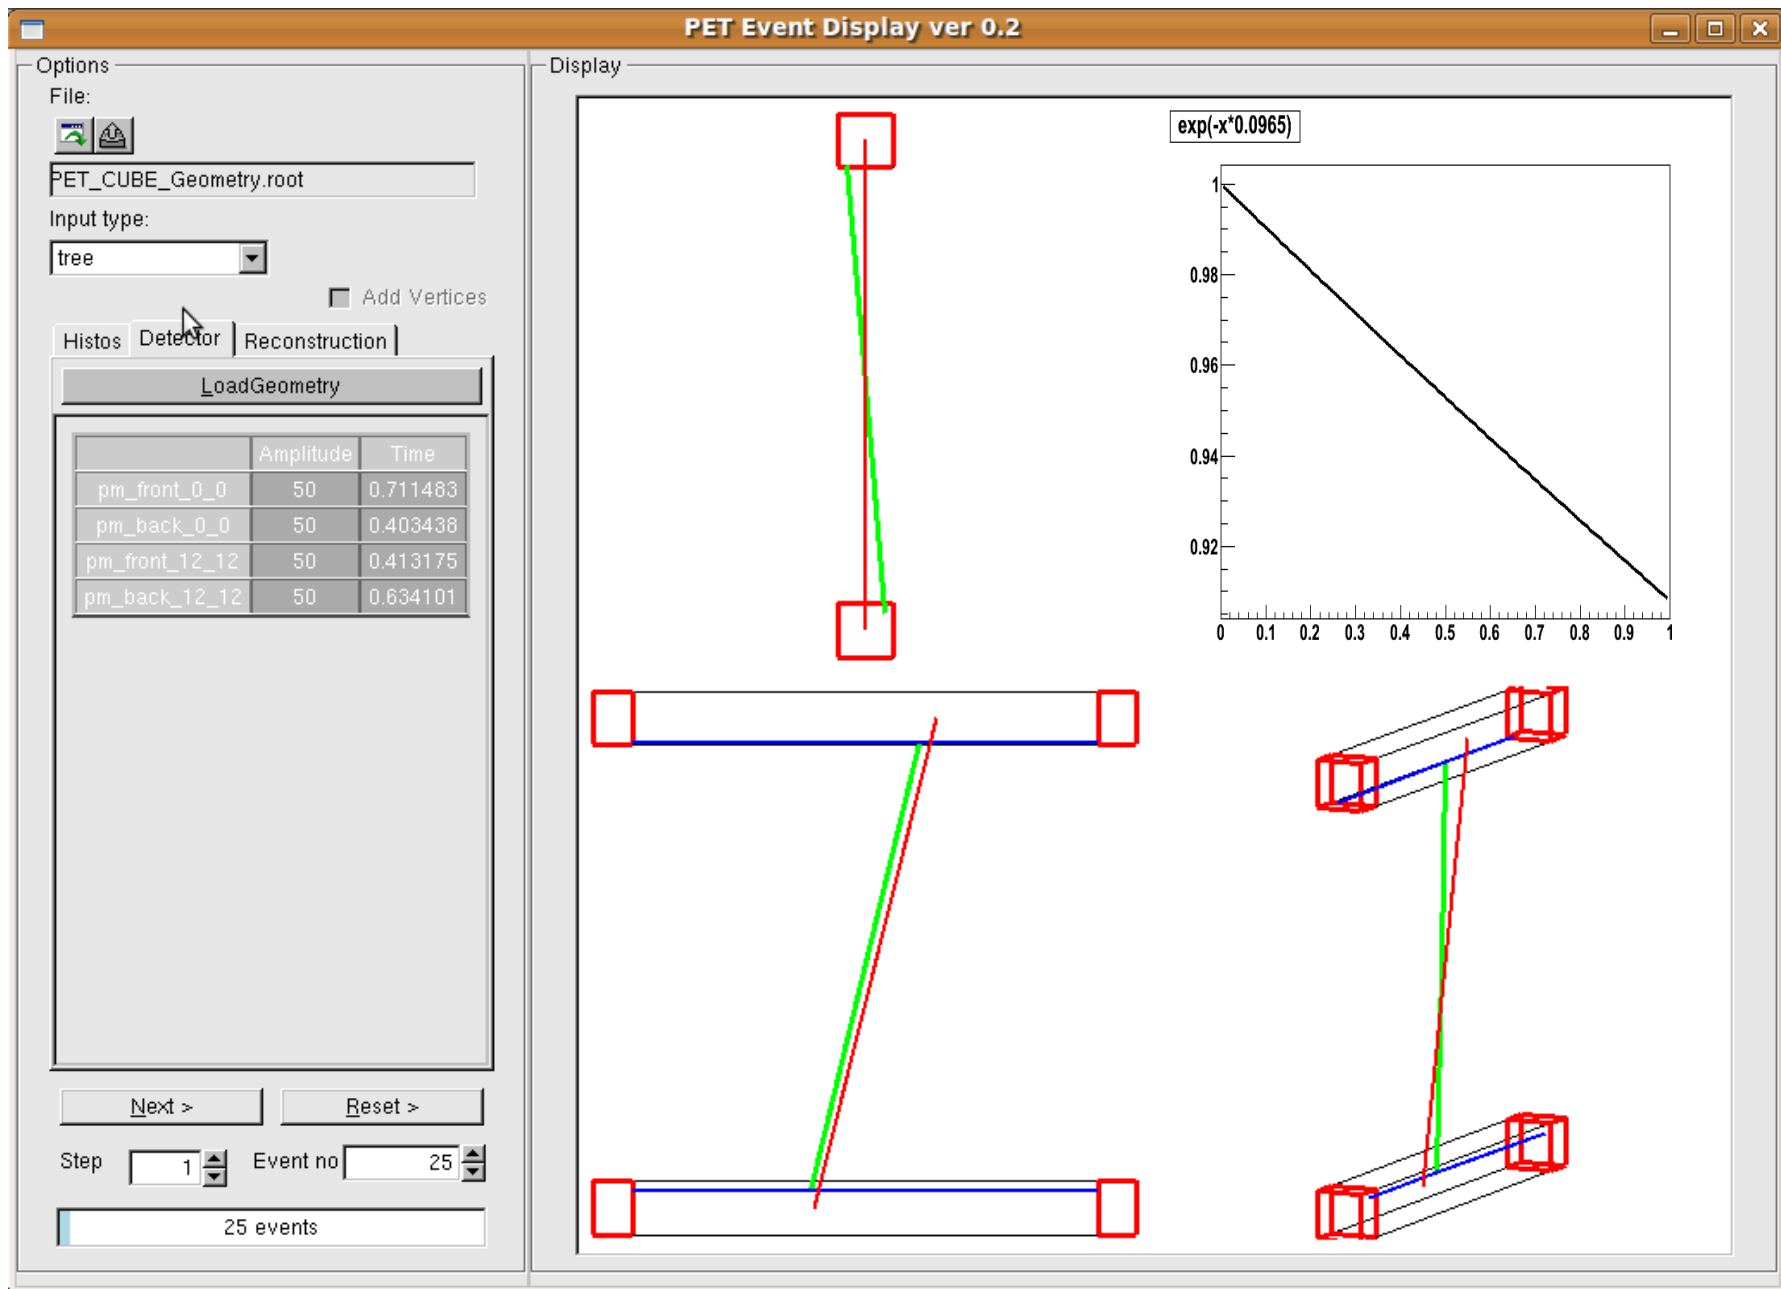 PET Event Display ver 0.2
Options
File:
PET_CUBE_Geometry.root
Input type:
tree
Add Vertices
Histos Detector Reconstruction
LoadGeometry
Amplitude Time
pm_front_0_0 50 0.711483
pm_back_0_0 50 0.403438
pm_front_12_12 50 0.413175
pm_back_12_12 50 0.634101
Next > Reset >
Step 1 Event no 25
25 events
Display
exp(-x*0.0965)
1
0.98
0.96
0.94
0.92
0 0.1 0.2 0.3 0.4 0.5 0.6 0.7 0.8 0.9 1